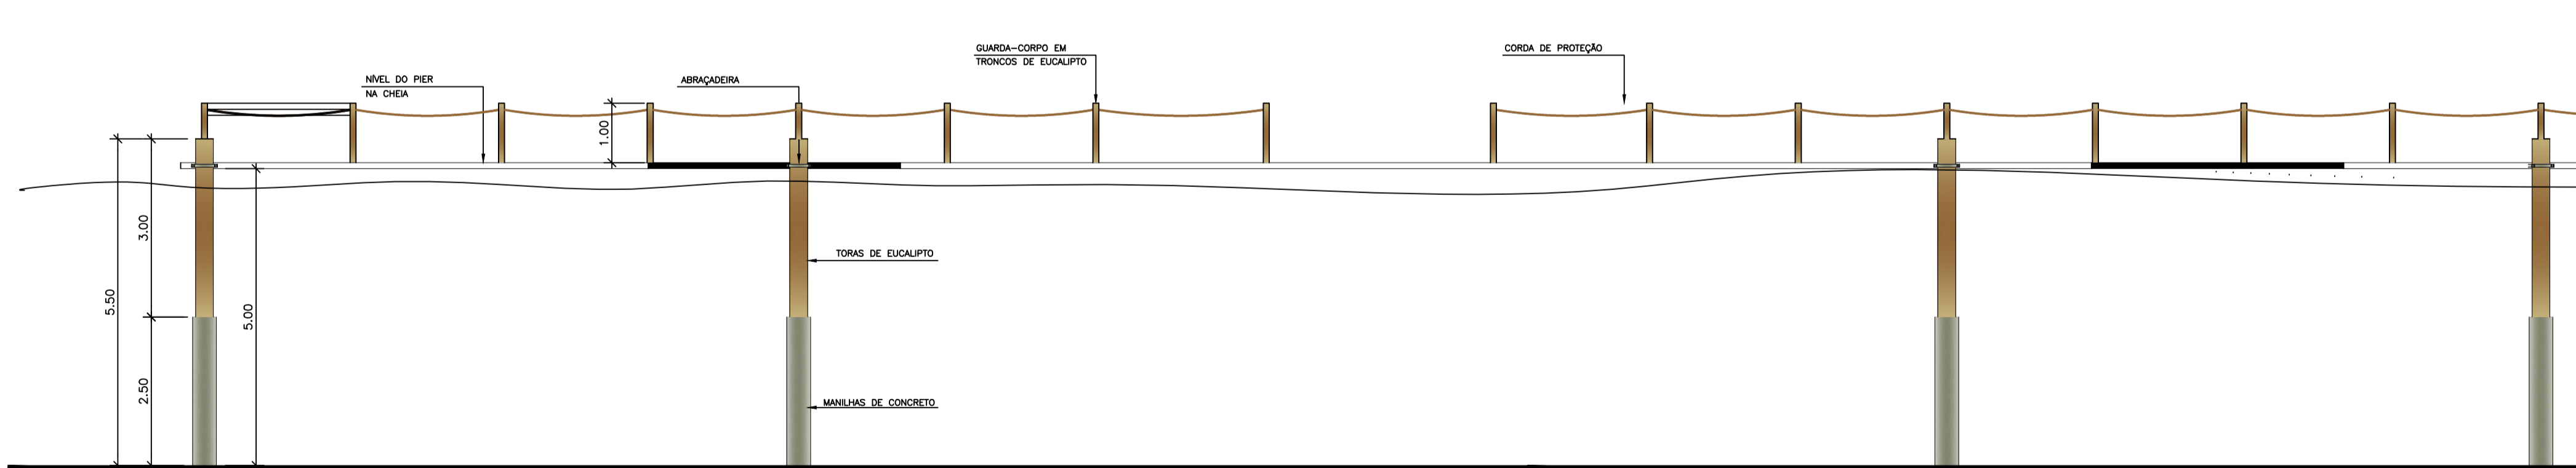 GUARDA-CORPO EM
TRONCOS DE EUCALIPTO
CORDA DE PROTEÇÃO
NÍVEL DO PIER
NA CHEIA
ABRAÇADEIRA
1.00
3.00
5.50
5.00
2.50
TORAS DE EUCALIPTO
MANILHAS DE CONCRETO